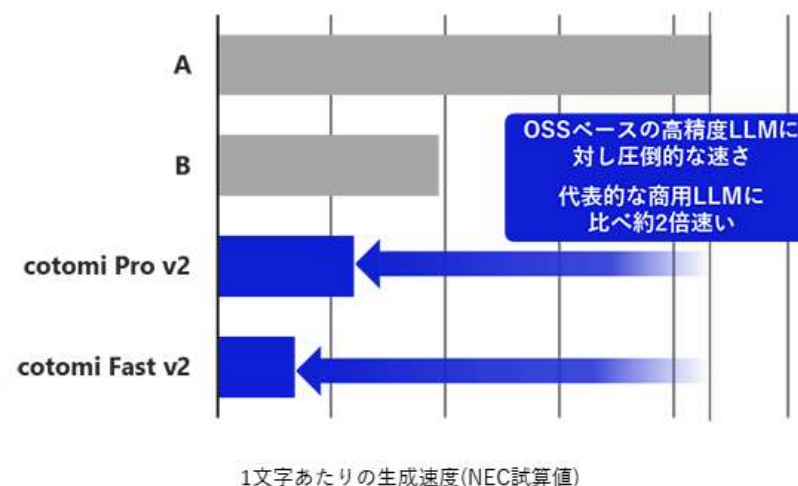 A
OSSベースの高精度LLMに
対し圧倒的な速さ
B
代表的な商用LLMに
比べ約2倍速い
cotomi Pro v2
cotomi Fast v2
1文字あたりの生成速度(NEC試算値)